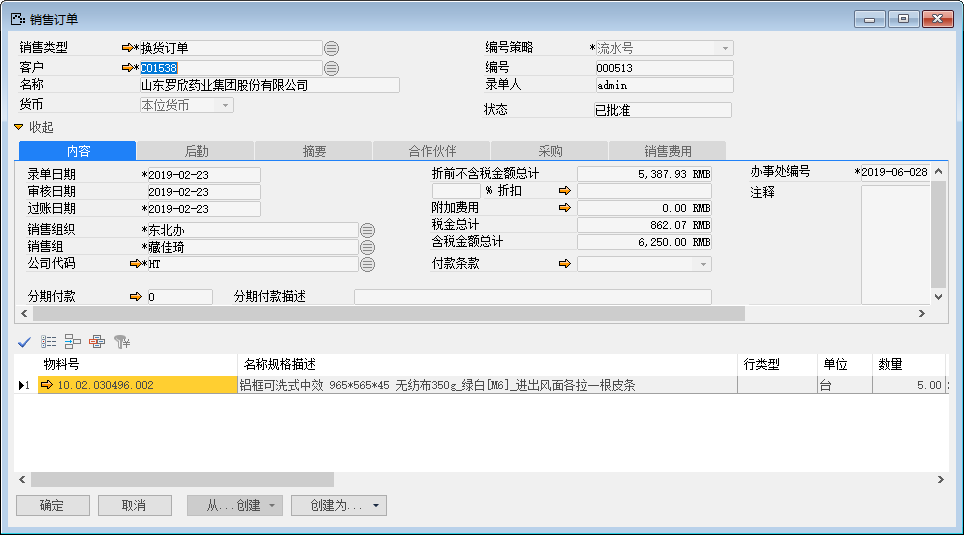 销售订单
销售类型 *换货订单 编号策略 *流水号
客户 *C01538 编号 000513
名称 山东罗欣药业集团股份有限公司 录单人 admin
货币 本位货币 状态 已批准
收起
内容 后勤 摘要 合作伙伴 采购 销售费用
录单日期 *2019-02-23 折前不含税金额总计 5,387.93 RMB 办事处编号 *2019-06-028
审核日期 2019-02-23 % 折扣 注释
过账日期 *2019-02-23 附加费用 0.00 RMB
销售组织 *东北办 税金总计 862.07 RMB
销售组 *藏佳琦 含税金额总计 6,250.00 RMB
公司代码 *HT 付款条款
分期付款 0 分期付款描述
物料号 名称规格描述 行类型 单位 数量
1 10.02.030496.002 铝框可洗式中效 965*565*45 无纺布350g_绿白[M6]_进出风面各拉一根皮条 台 5.00
确定 取消 从...创建 创建为...